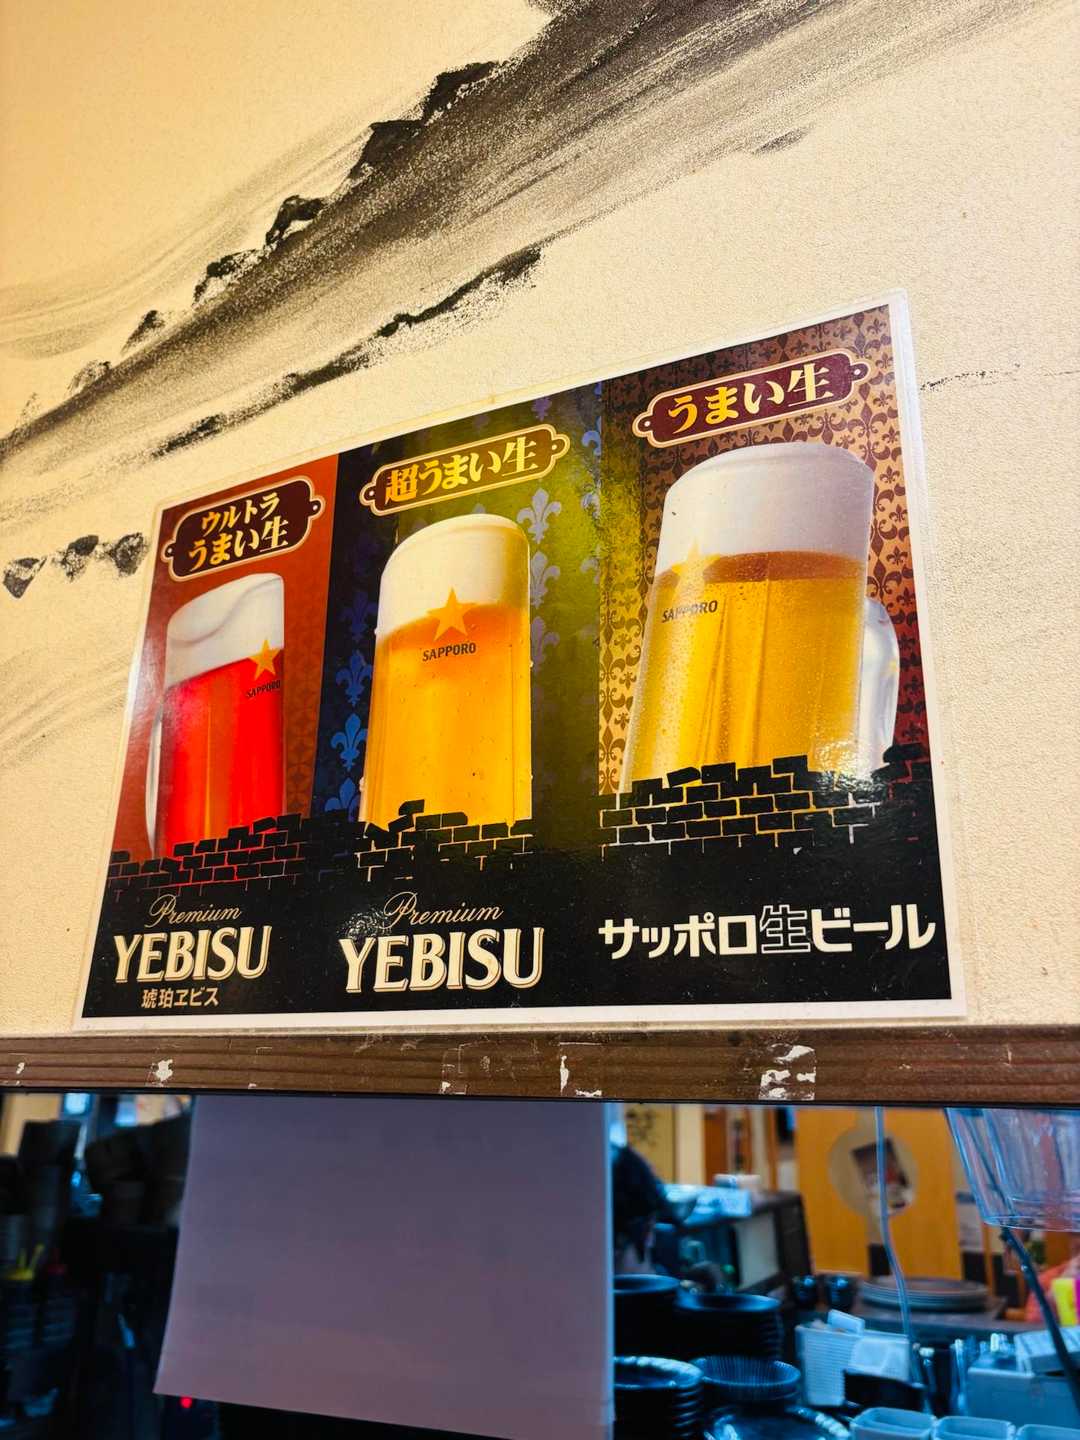 ウルトラ
うまい生
SAPPORO
Premium
YEBISU
琥珀ヱビス
超うまい生
SAPPORO
Premium
YEBISU
うまい生
SAPPORO
サッポロ生ビール